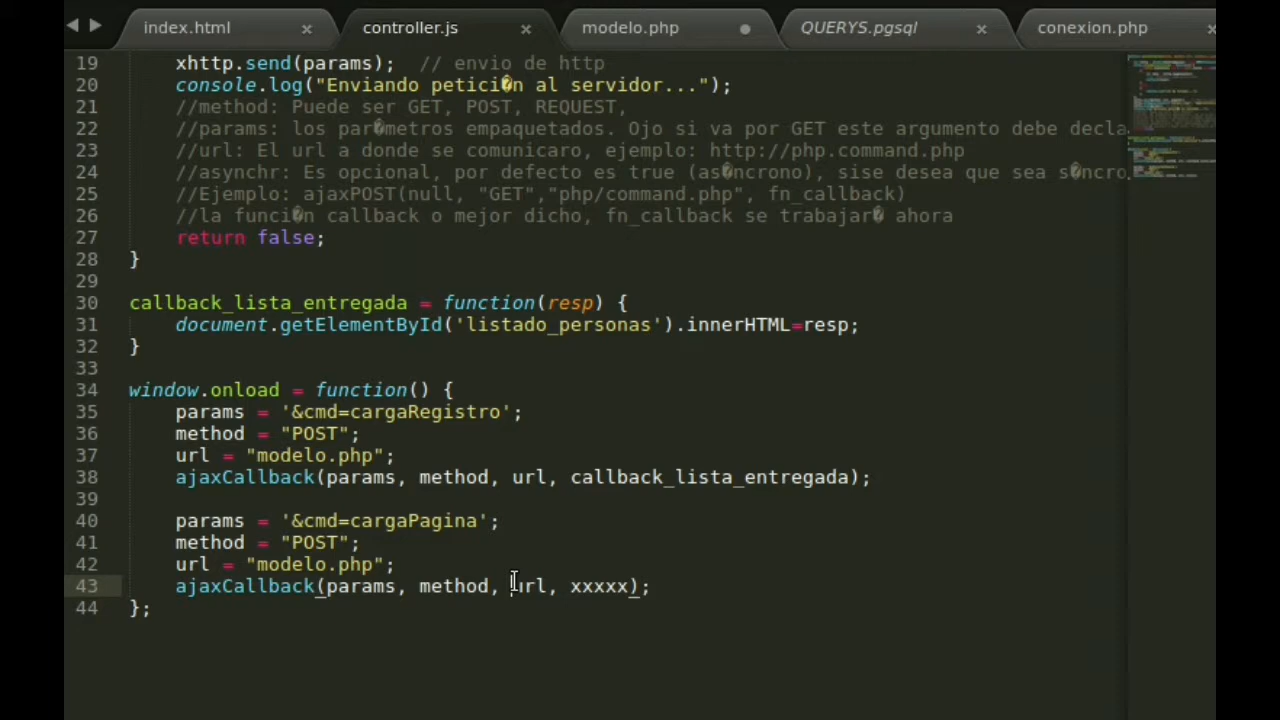 index.html controller.js modelo.php QUERYS.pgsql conexion.php
19 xhttp.send(params); // envio de http
20 console.log("Enviando petici�n al servidor...");
21 //method: Puede ser GET, POST, REQUEST,
22 //params: los par�metros empaquetados. Ojo si va por GET este argumento debe decla
23 //url: El url a donde se comunicaro, ejemplo: http://php.command.php
24 //asynchr: Es opcional, por defecto es true (as�ncrono), sise desea que sea s�ncro
25 //Ejemplo: ajaxPOST(null, "GET","php/command.php", fn_callback)
26 //la funci�n callback o mejor dicho, fn_callback se trabajar� ahora
27 return false;
28 }
29
30 callback_lista_entregada = function(resp) {
31 document.getElementById('listado_personas').innerHTML=resp;
32 }
33
34 window.onload = function() {
35 params = '&cmd=cargaRegistro';
36 method = "POST";
37 url = "modelo.php";
38 ajaxCallback(params, method, url, callback_lista_entregada);
39
40 params = '&cmd=cargaPagina';
41 method = "POST";
42 url = "modelo.php";
43 ajaxCallback(params, method, url, xxxxx);
44 };